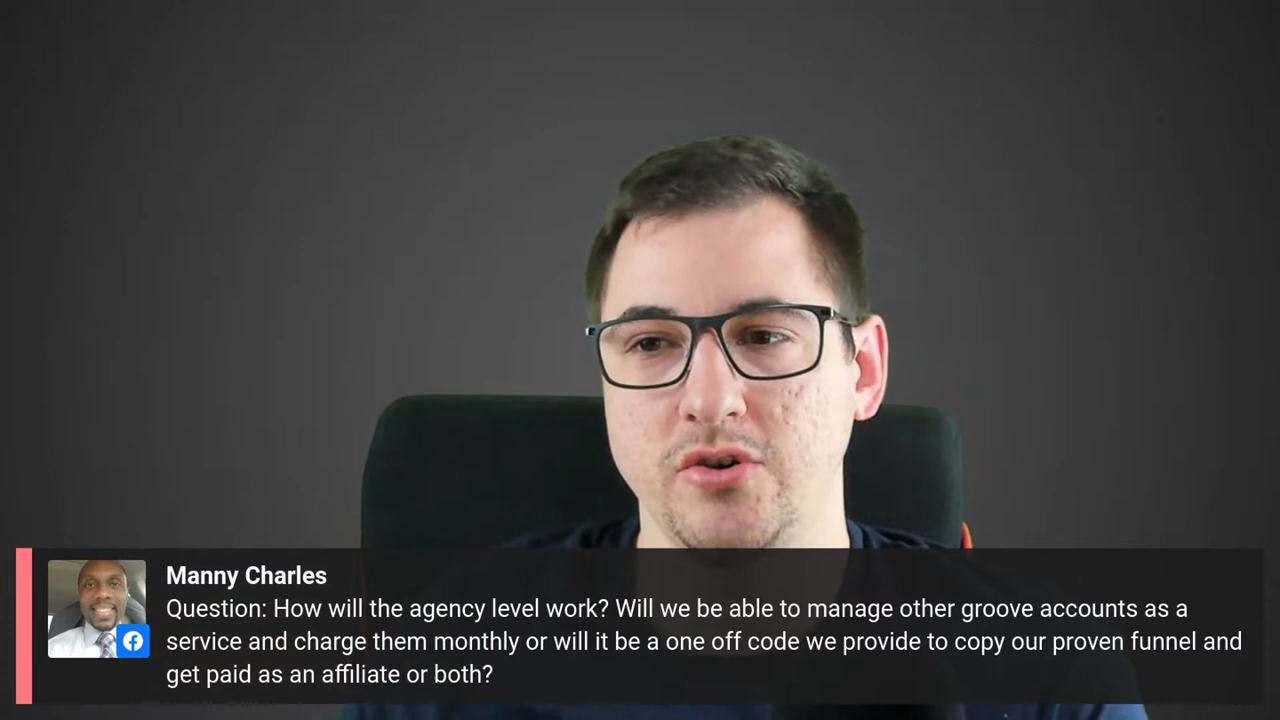 Manny Charles
Question: How will the agency level work? Will we be able to manage other groove accounts as a
service and charge them monthly or will it be a one off code we provide to copy our proven funnel and
get paid as an affiliate or both?